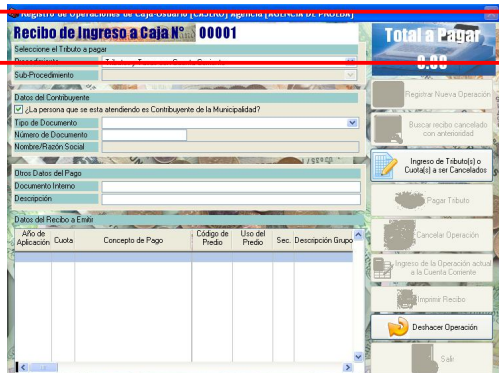 Registro de Operaciones de Caja-Usuario [CAJERO] Agencia [AGENCIA DE PRUEBA]
Recibo de Ingreso a Caja N° 00001
Total a Pagar
Seleccione el Tributo a pagar
Procedimiento
Sub-Procedimiento
Datos del Contribuyente
¿La persona que se esta atendiendo es Contribuyente de la Municipalidad?
Tipo de Documento
Número de Documento
Nombre/Razón Social
Otros Datos del Pago
Documento Interno
Descripción
Datos del Recibo a Emitir
Año de Aplicación Cuota Concepto de Pago Código de Predio Uso del Predio Sec. Descripción Grupo
Registrar Nueva Operación
Buscar recibo cancelado
con anterioridad
Ingreso de Tributo(s) o
Cuota(s) a ser Cancelados
Pagar Tributo
Cancelar Operación
Ingreso de la Operación actual
a la Cuenta Corriente
Imprimir Recibo
Deshacer Operación
Salir